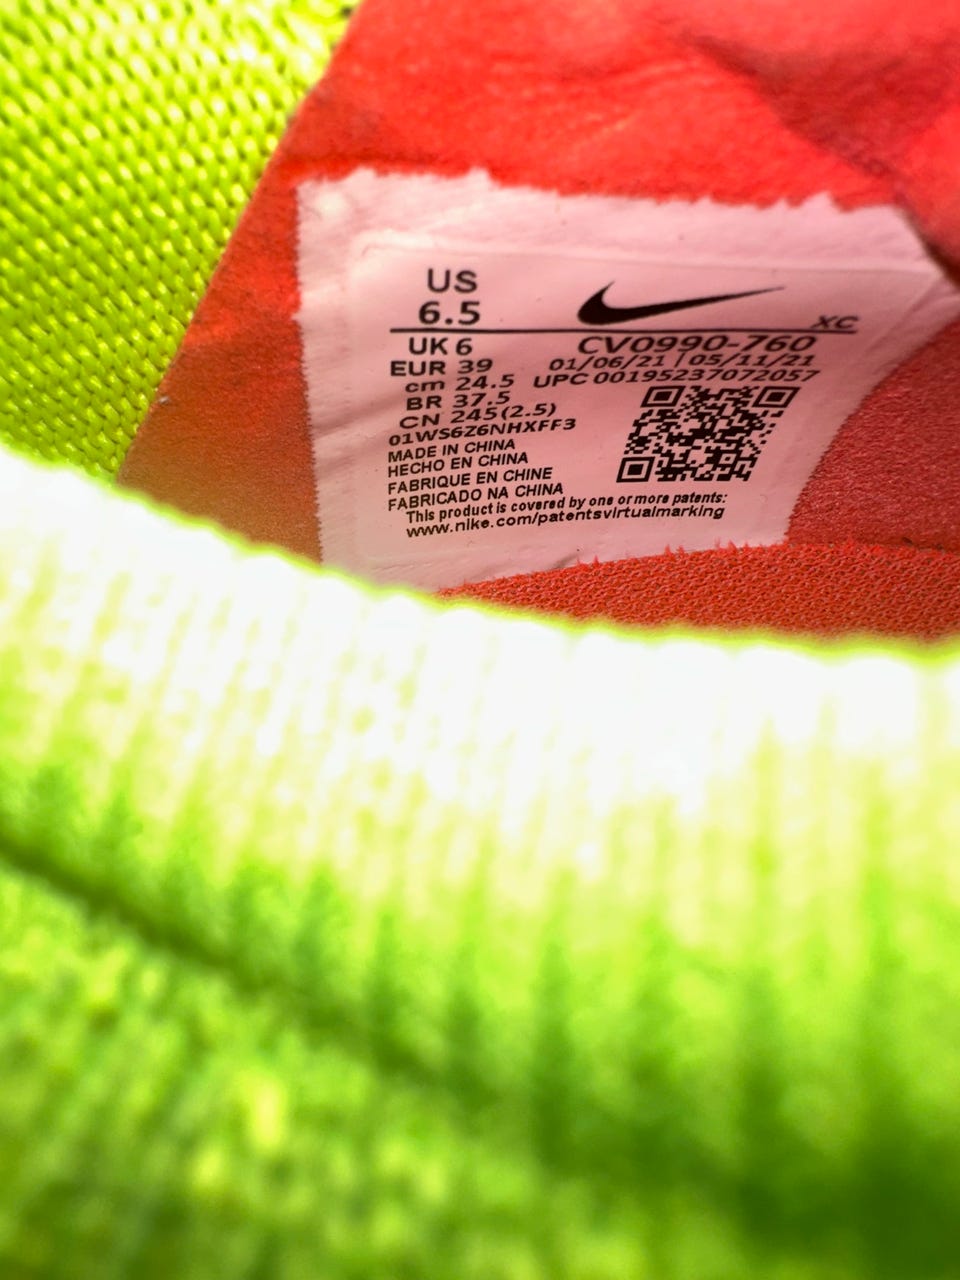 US
6.5
XC
UK 6
CV0990-760
EUR 39
01/06/21 | 05/11/21
cm 24.5
UPC 00195237072057
BR 37.5
CN 245(2.5)
01WS6Z6NHXFF3
MADE IN CHINA
HECHO EN CHINA
FABRIQUE EN CHINE
FABRICADO NA CHINA
This product is covered by one or more patents:
www.nike.com/patentsvirtualmarking